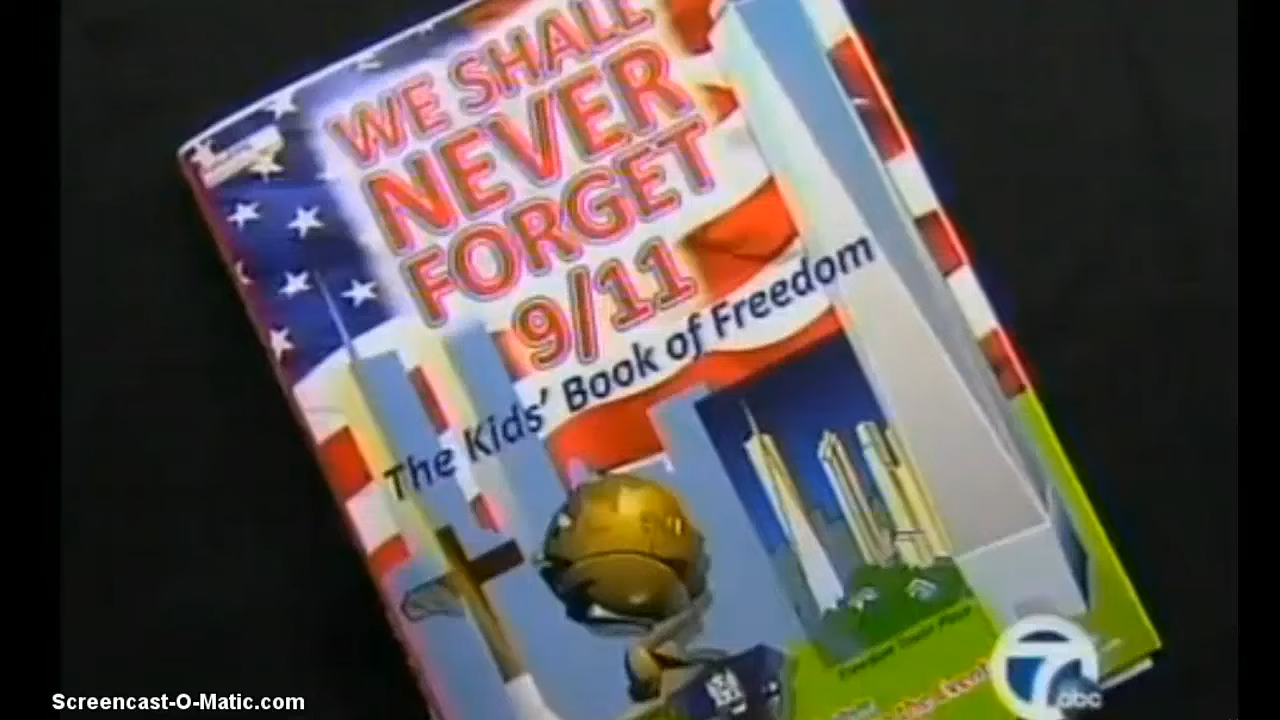 WE SHALL
NEVER
FORGET
9/11
The Kids' Book of Freedom
7
abc
Screencast-O-Matic.com